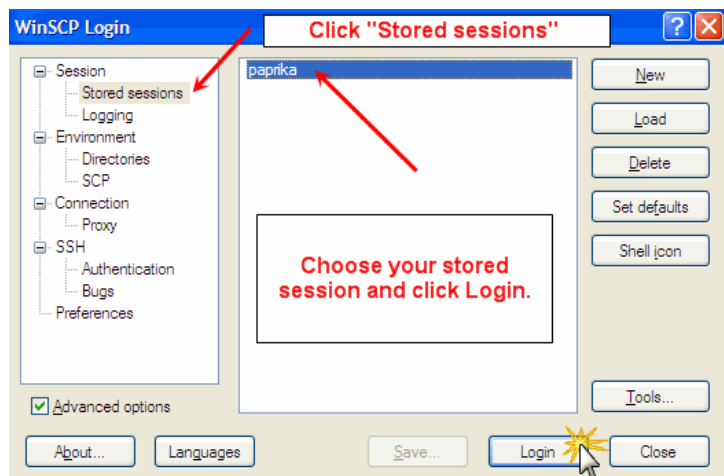 WinSCP Login
Click "Stored sessions"
Session
Stored sessions
Logging
Environment
Directories
SCP
Connection
Proxy
SSH
Authentication
Bugs
Preferences
Advanced options
paprika
Choose your stored
session and click Login.
New
Load
Delete
Set defaults
Shell icon
Tools...
About...
Languages
Save...
Login
Close